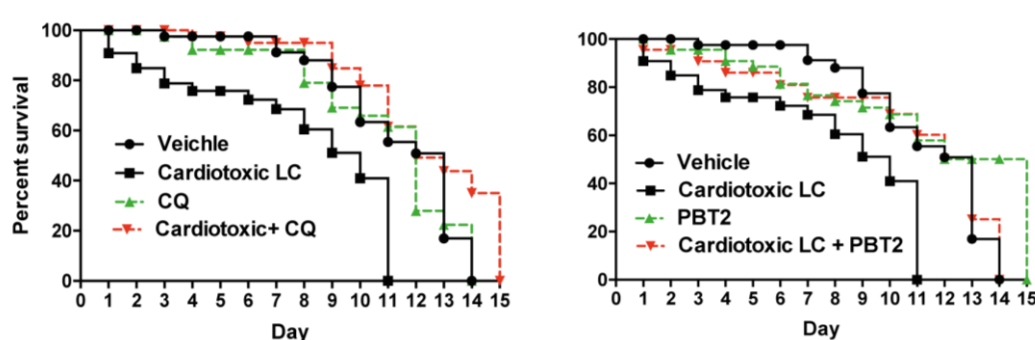 Percent survival
100
80
60
40
20
0
Veichle
Cardiotoxic LC
CQ
Cardiotoxic+ CQ
0 1 2 3 4 5 6 7 8 9 10 11 12 13 14 15
Day
100
80
60
40
20
0
Vehicle
Cardiotoxic LC
PBT2
Cardiotoxic LC + PBT2
0 1 2 3 4 5 6 7 8 9 10 11 12 13 14 15
Day